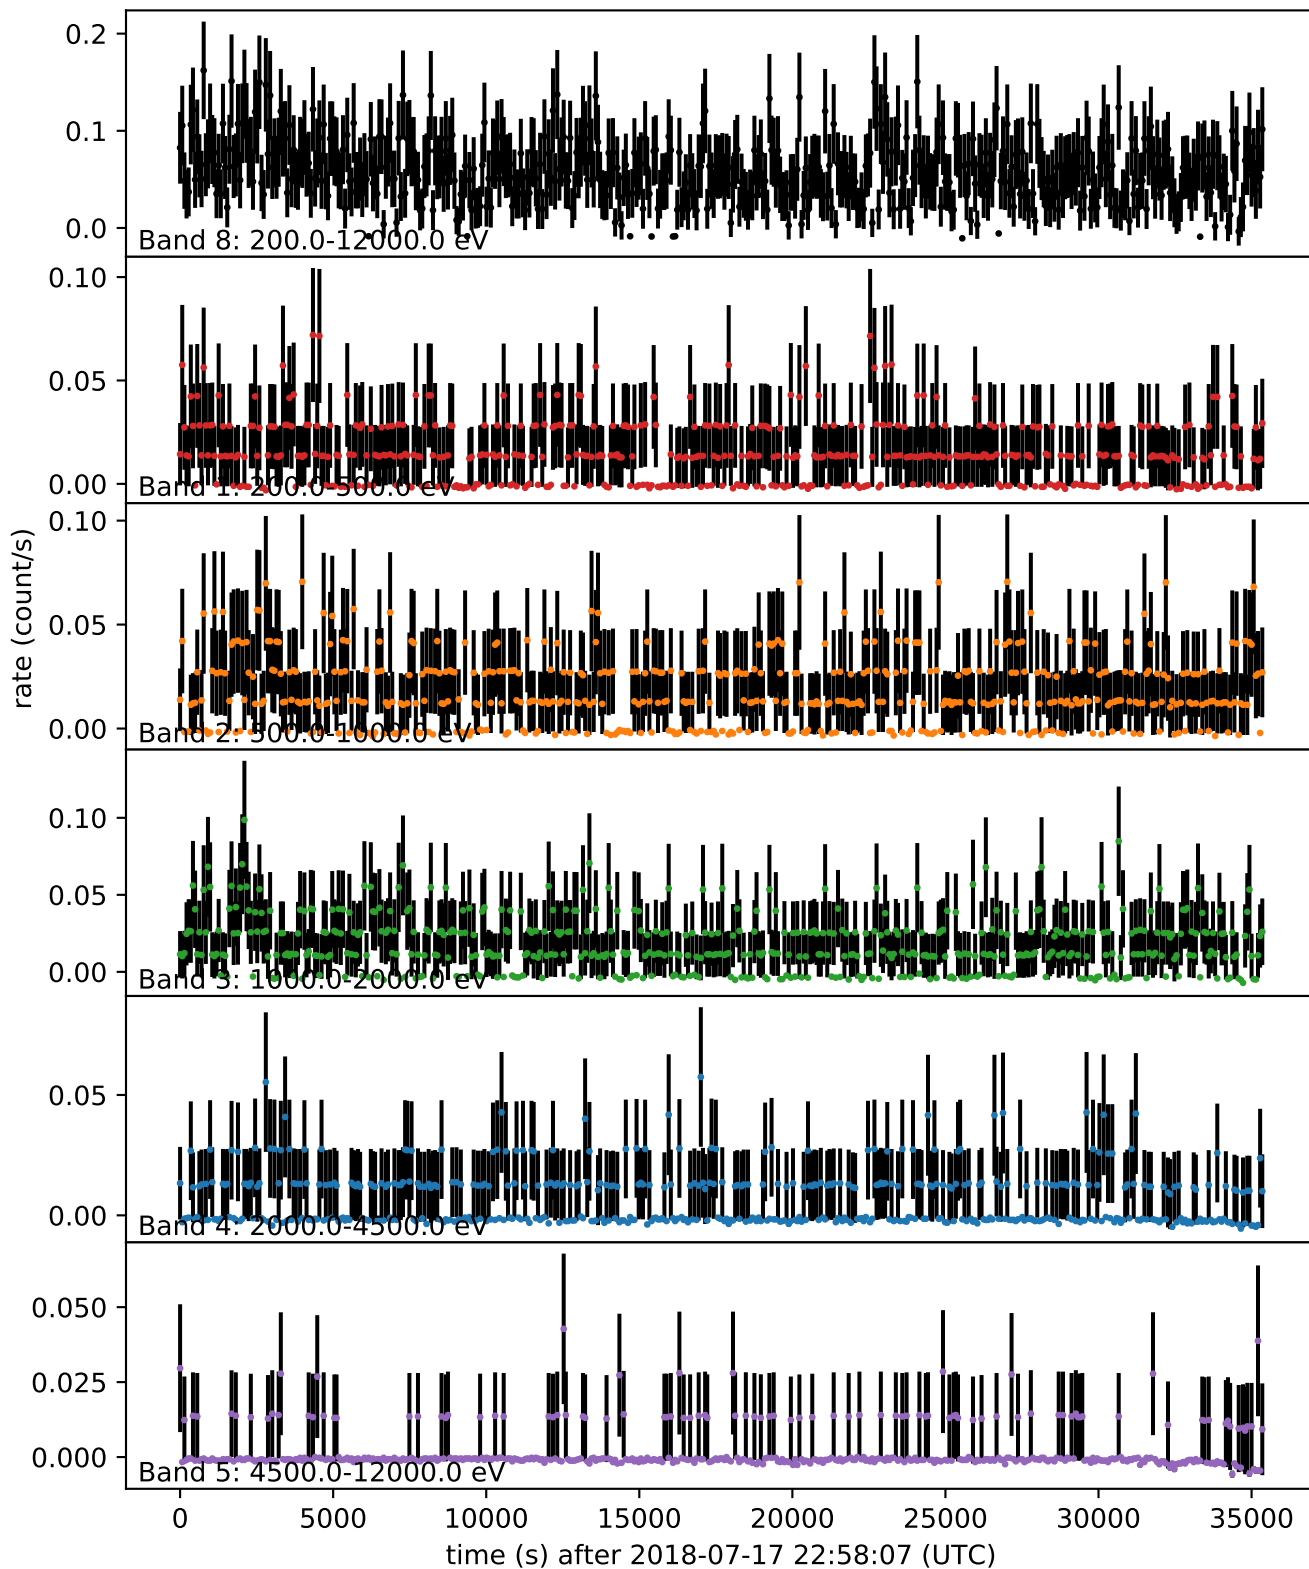 0.2
0.1
0.0
Band 8: 200.0-12000.0 eV
0.10
0.05
0.00
Band 1: 200.0-500.0 eV
0.10
0.05
0.00
Band 2: 500.0-1000.0 eV
rate (count/s)
0.10
0.05
0.00
Band 3: 1000.0-2000.0 eV
0.05
0.00
Band 4: 2000.0-4500.0 eV
0.050
0.025
0.000
Band 5: 4500.0-12000.0 eV
0 5000 10000 15000 20000 25000 30000 35000
time (s) after 2018-07-17 22:58:07 (UTC)